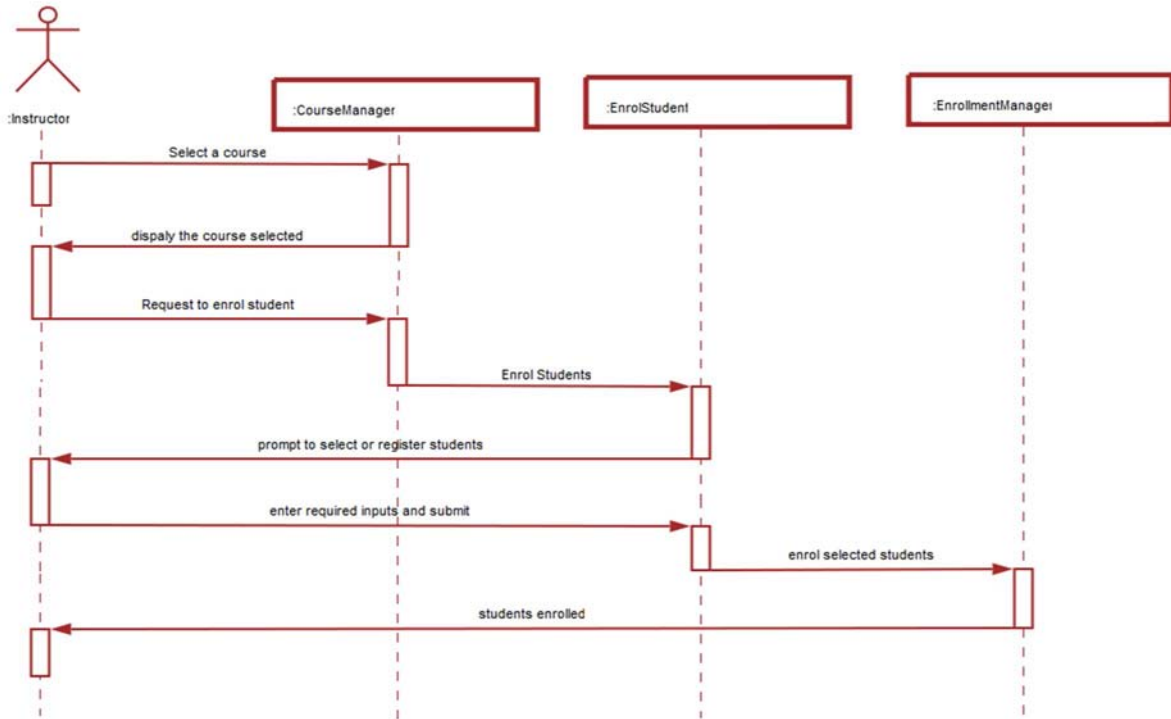 :Instructor
:CourseManager
:EnrolStudent
:EnrollmentManager
Select a course
dispaly the course selected
Request to enrol student
Enrol Students
prompt to select or register students
enter required inputs and submit
enrol selected students
students enrolled